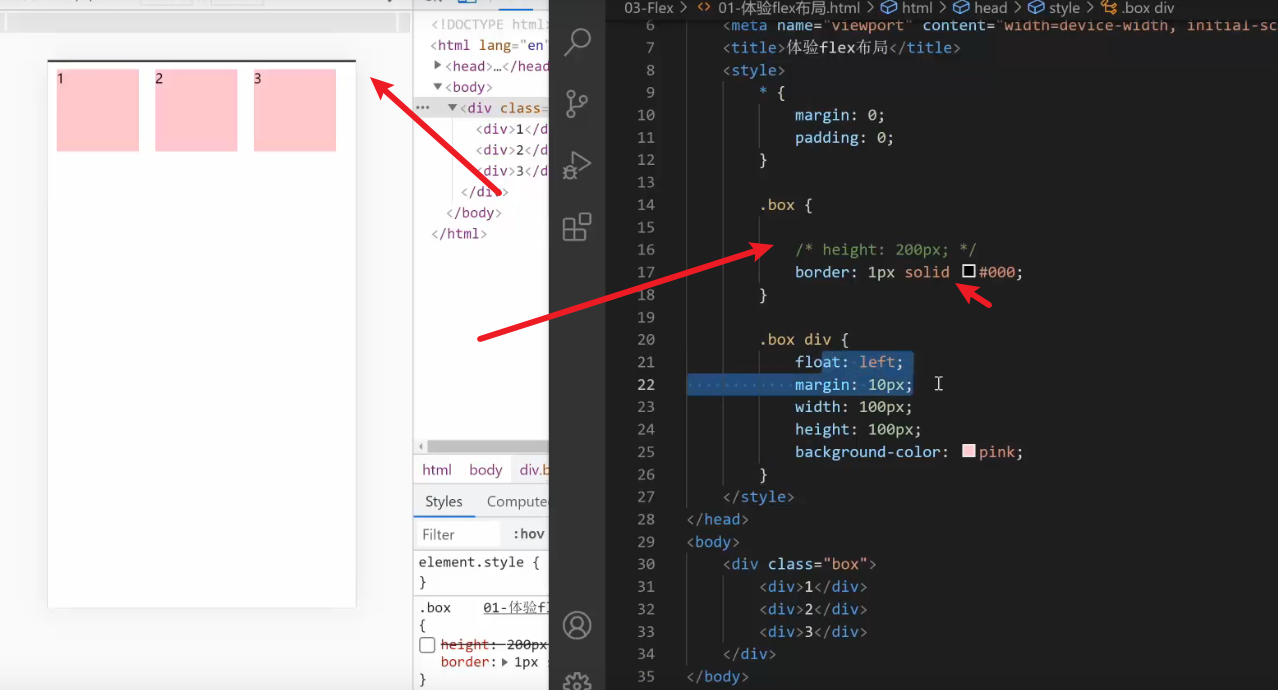 1 2 3
<!DOCTYPE html>
<html lang="en"
<head>…</head
<body>
<div class=
<div>1</d
<div>2</d
<div>3</d
</div>
</body>
</html>
html body div.b
Styles Compute
Filter :hov
element.style {
}
.box 01-体验fl
{
height: 200px
border: 1px s
}
03-Flex > 01-体验flex布局.html > html > head > style > .box div
6 <meta name="viewport" content="width=device-width, initial-sc
7 <title>体验flex布局</title>
8 <style>
9 * {
10 margin: 0;
11 padding: 0;
12 }
13
14 .box {
15
16 /* height: 200px; */
17 border: 1px solid #000;
18 }
19
20 .box div {
21 float: left;
22 margin: 10px;
23 width: 100px;
24 height: 100px;
25 background-color: pink;
26 }
27 </style>
28 </head>
29 <body>
30 <div class="box">
31 <div>1</div>
32 <div>2</div>
33 <div>3</div>
34 </div>
35 </body>